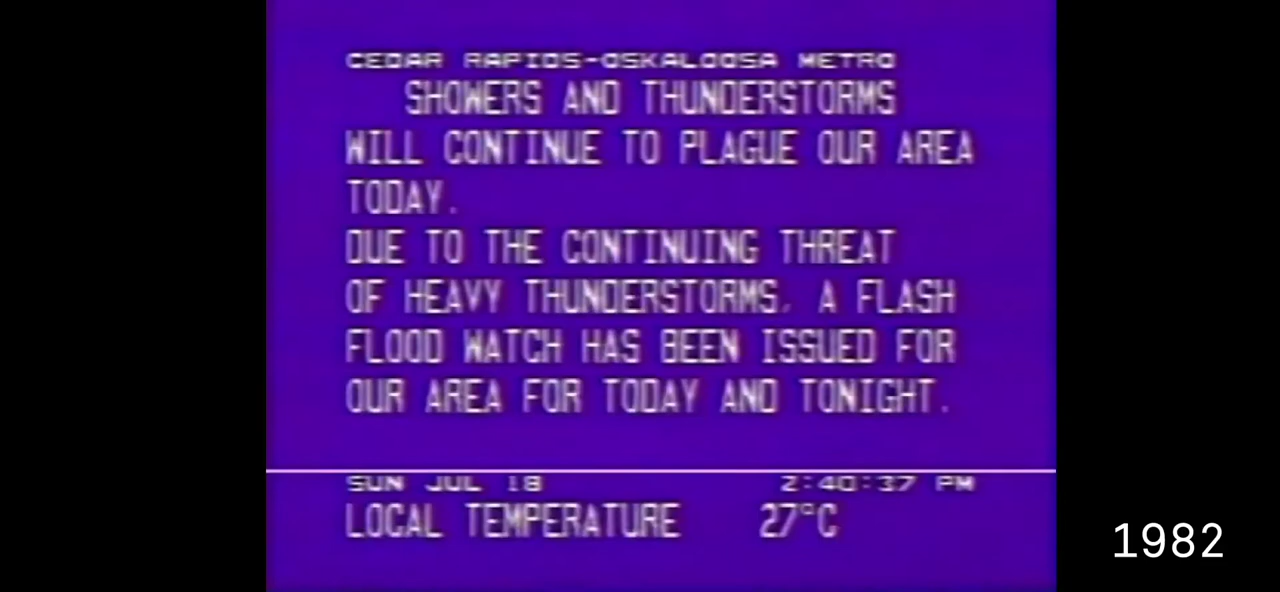 CEDAR RAPIDS-OSKALOOSA METRO
SHOWERS AND THUNDERSTORMS
WILL CONTINUE TO PLAGUE OUR AREA
TODAY.
DUE TO THE CONTINUING THREAT
OF HEAVY THUNDERSTORMS, A FLASH
FLOOD WATCH HAS BEEN ISSUED FOR
OUR AREA FOR TODAY AND TONIGHT.
SUN JUL 18 2:40:37 PM
LOCAL TEMPERATURE 27°C
1982